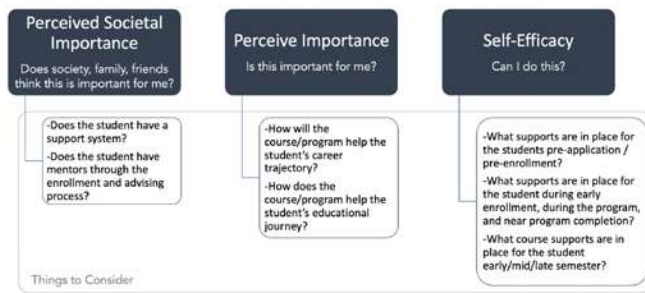 Perceived Societal
Importance
Does society, family, friends
think this is important for me?
-Does the student have a
support system?
-Does the student have
mentors through the
enrollment and advising
process?
Perceive Importance
Is this important for me?
-How will the
course/program help the
student's career
trajectory?
-How does the
course/program help the
student's educational
journey?
Self-Efficacy
Can I do this?
-What supports are in place for
the students pre-application /
pre-enrollment?
-What supports are in place for
the student during early
enrollment, during the program,
and near program completion?
-What course supports are in
place for the student
early/mid/late semester?
Things to Consider